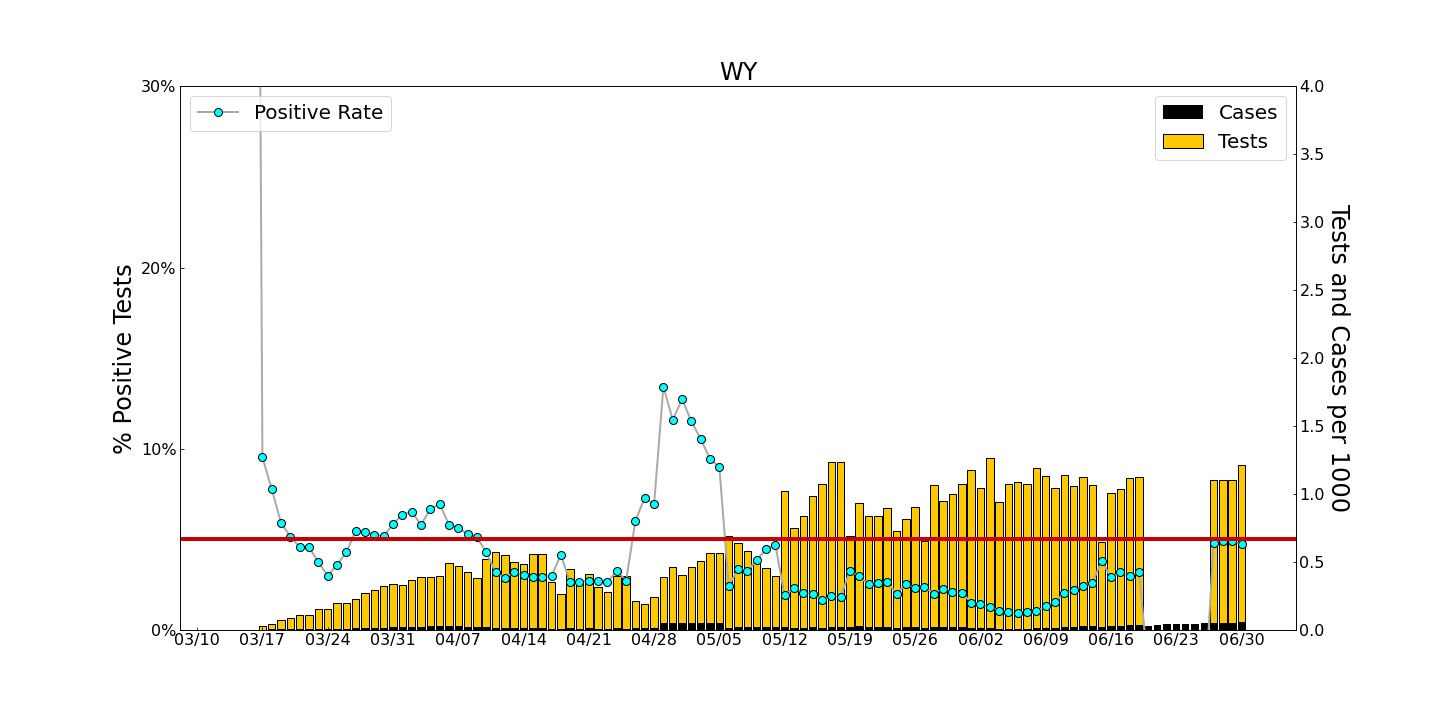 WY
Positive Rate
Cases
Tests
% Positive Tests
30%
20%
10%
0%
4.0
3.5
3.0
2.5
2.0
1.5
1.0
0.5
0.0
Tests and Cases per 1000
03/10 03/17 03/24 03/31 04/07 04/14 04/21 04/28 05/05 05/12 05/19 05/26 06/02 06/09 06/16 06/23 06/30